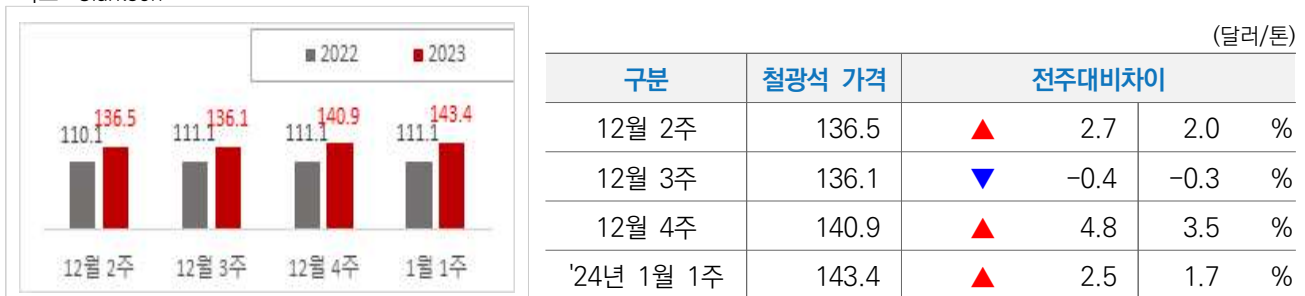 ■ 2022 ■ 2023
110.1 136.5 111.1 136.1 111.1 140.9 111.1 143.4
12월 2주 12월 3주 12월 4주 1월 1주
(달러/톤)
구분 철광석 가격 전주대비차이
12월 2주 136.5 ▲ 2.7 2.0 %
12월 3주 136.1 ▼ -0.4 -0.3 %
12월 4주 140.9 ▲ 4.8 3.5 %
'24년 1월 1주 143.4 ▲ 2.5 1.7 %